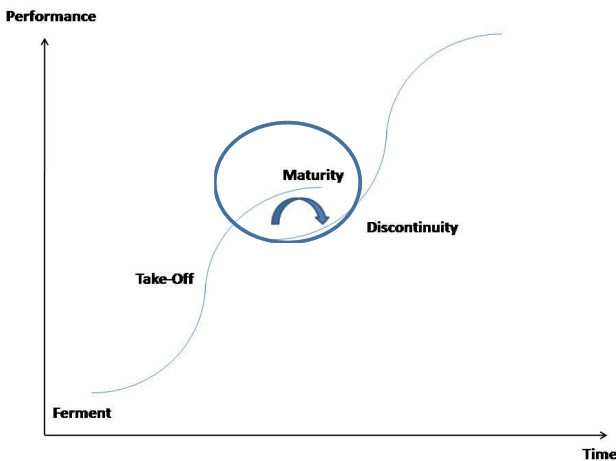 Performance
Maturity
Discontinuity
Take-Off
Ferment
Time